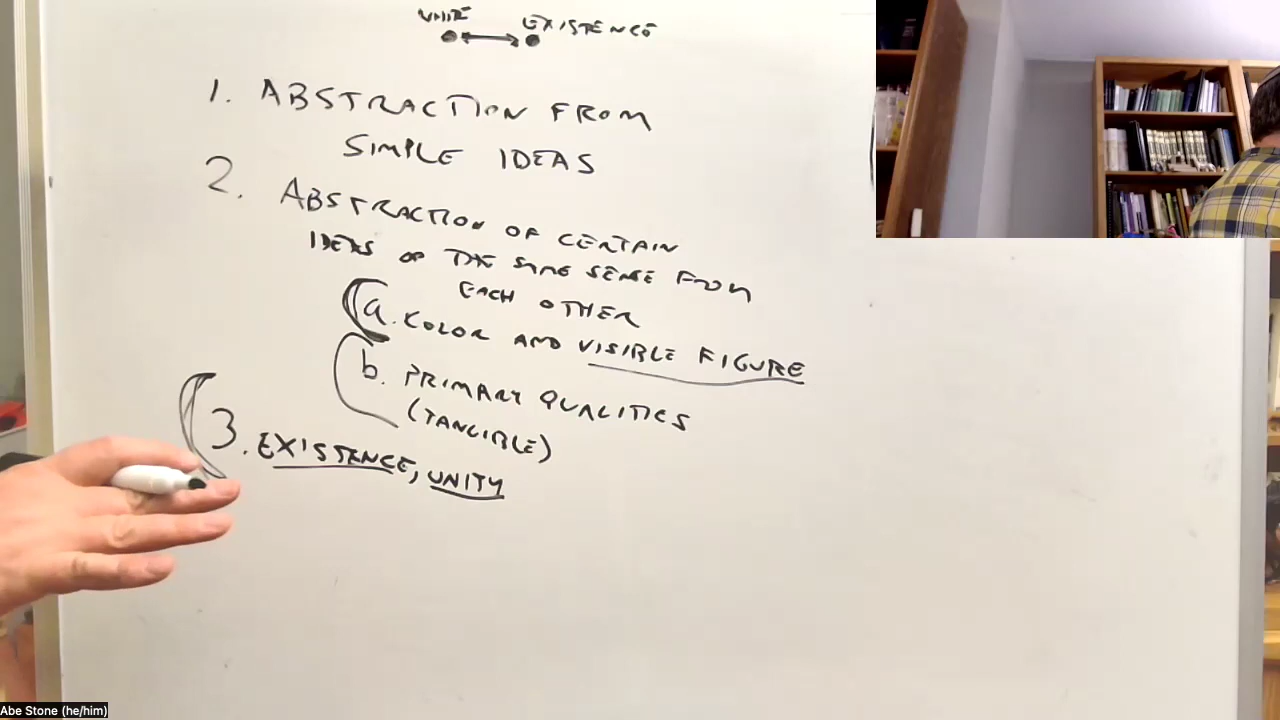 WHITE EXISTENCE
1. ABSTRACTION FROM
SIMPLE IDEAS
2. ABSTRACTION OF CERTAIN
IDEAS OF THE SAME SENSE FROM
EACH OTHER
a. COLOR AND VISIBLE FIGURE
b. PRIMARY QUALITIES
(TANGIBLE)
3. EXISTENCE, UNITY
Abe Stone (he/him)